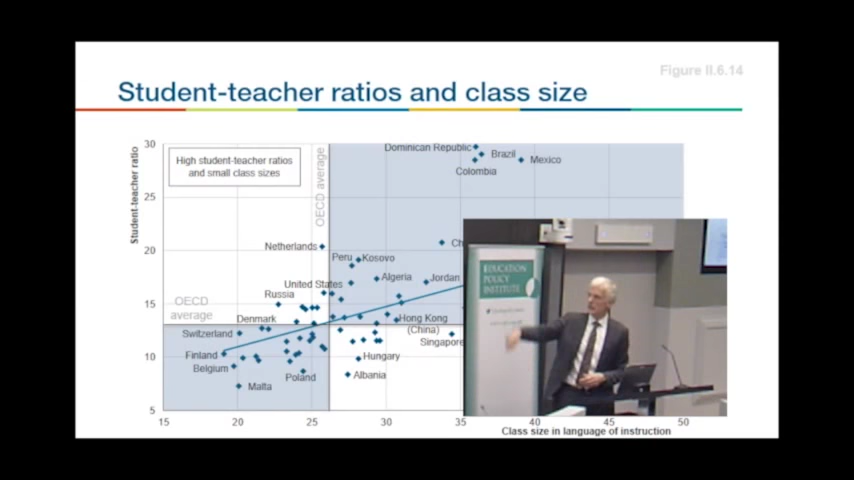 Figure II.6.14
Student-teacher ratios and class size
Student-teacher ratio
30
25
20
15
10
5
High student-teacher ratios
and small class sizes
OECD average
OECD
average
Dominican Republic
Brazil
Mexico
Colombia
Ch
Netherlands
Peru
Kosovo
Algeria
Jordan
United States
Russia
Denmark
Hong Kong
(China)
Switzerland
Singapore
Finland
Hungary
Belgium
Poland
Albania
Malta
15
20
25
30
35
40
45
50
Class size in language of instruction
EDUCATION
POLICY
INSTITUTE